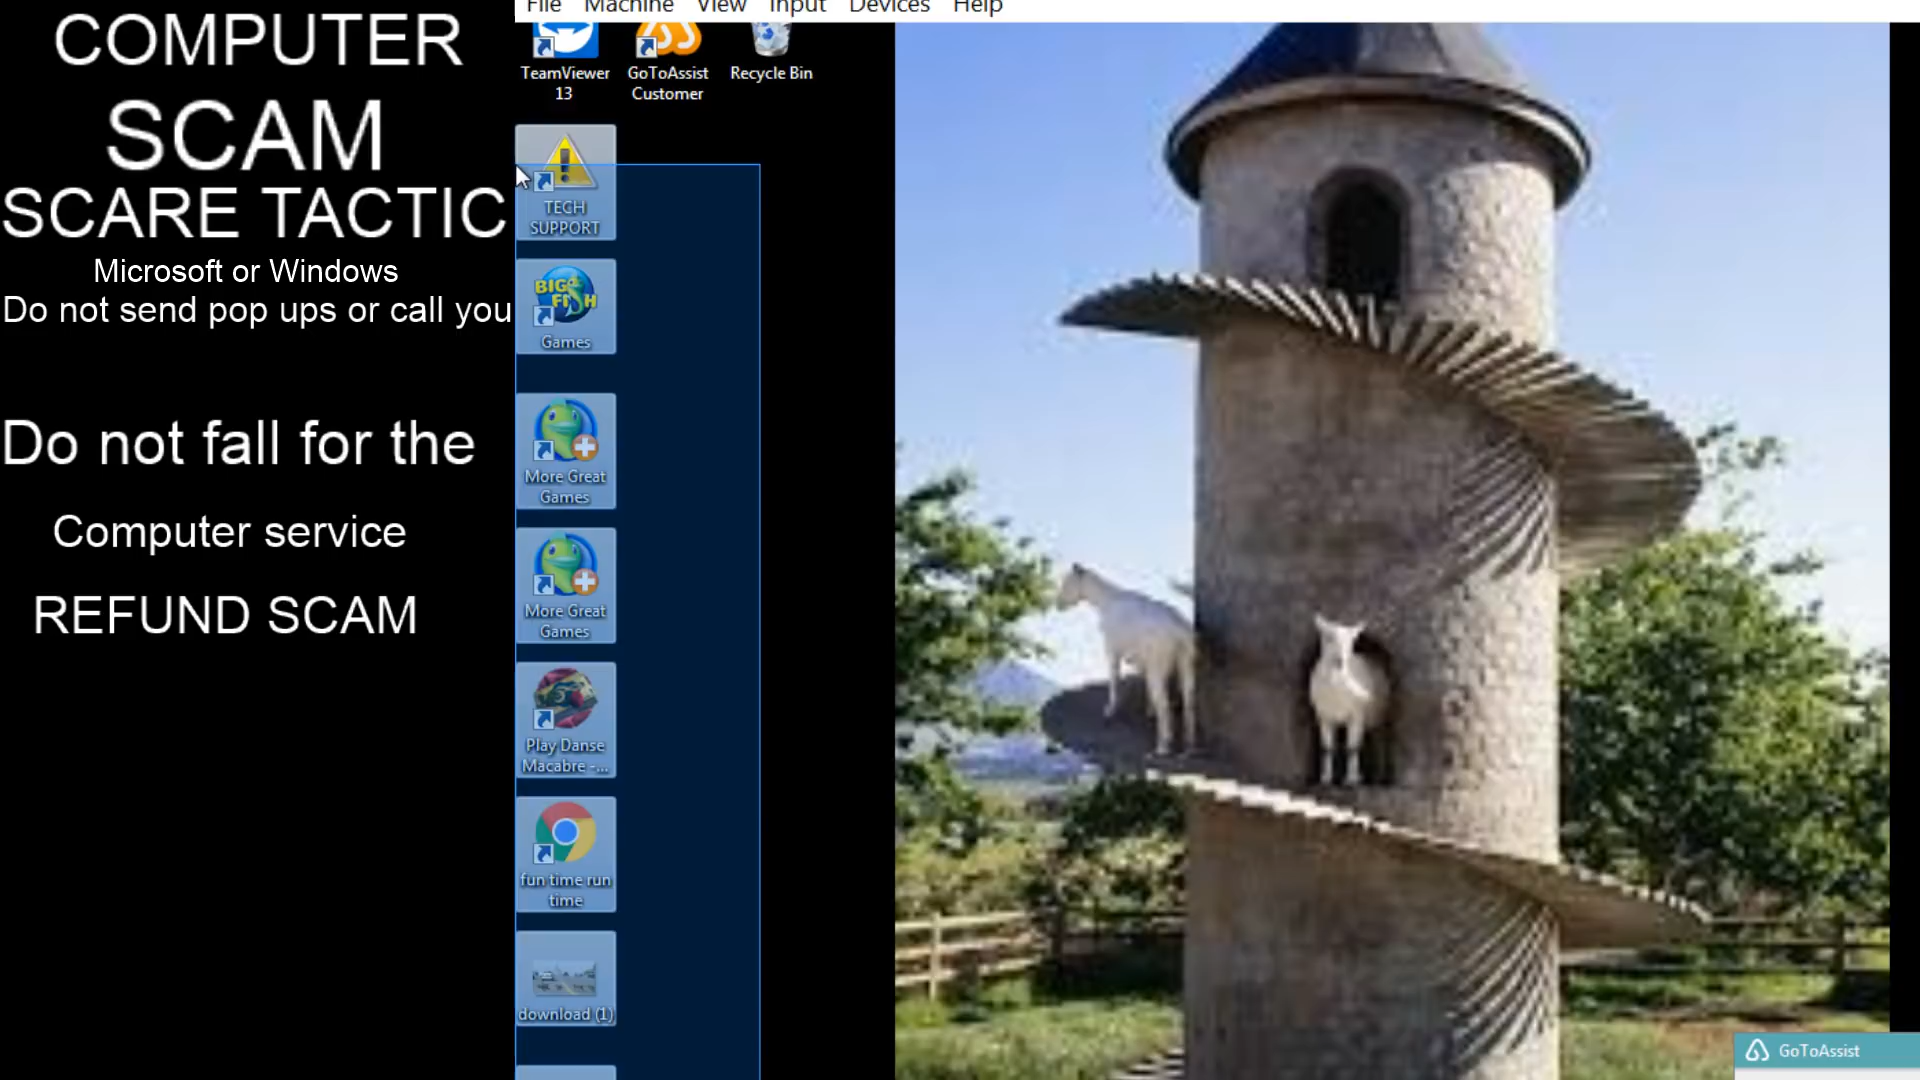 COMPUTER
SCAM
SCARE TACTIC
Microsoft or Windows
Do not send pop ups or call you
Do not fall for the
Computer service
REFUND SCAM
File Machine View Input Devices Help
TeamViewer
13
GoToAssist
Customer
Recycle Bin
TECH
SUPPORT
BIG FISH
Games
More Great
Games
More Great
Games
Play Danse
Macabre -...
fun time run
time
download (1)
GoToAssist